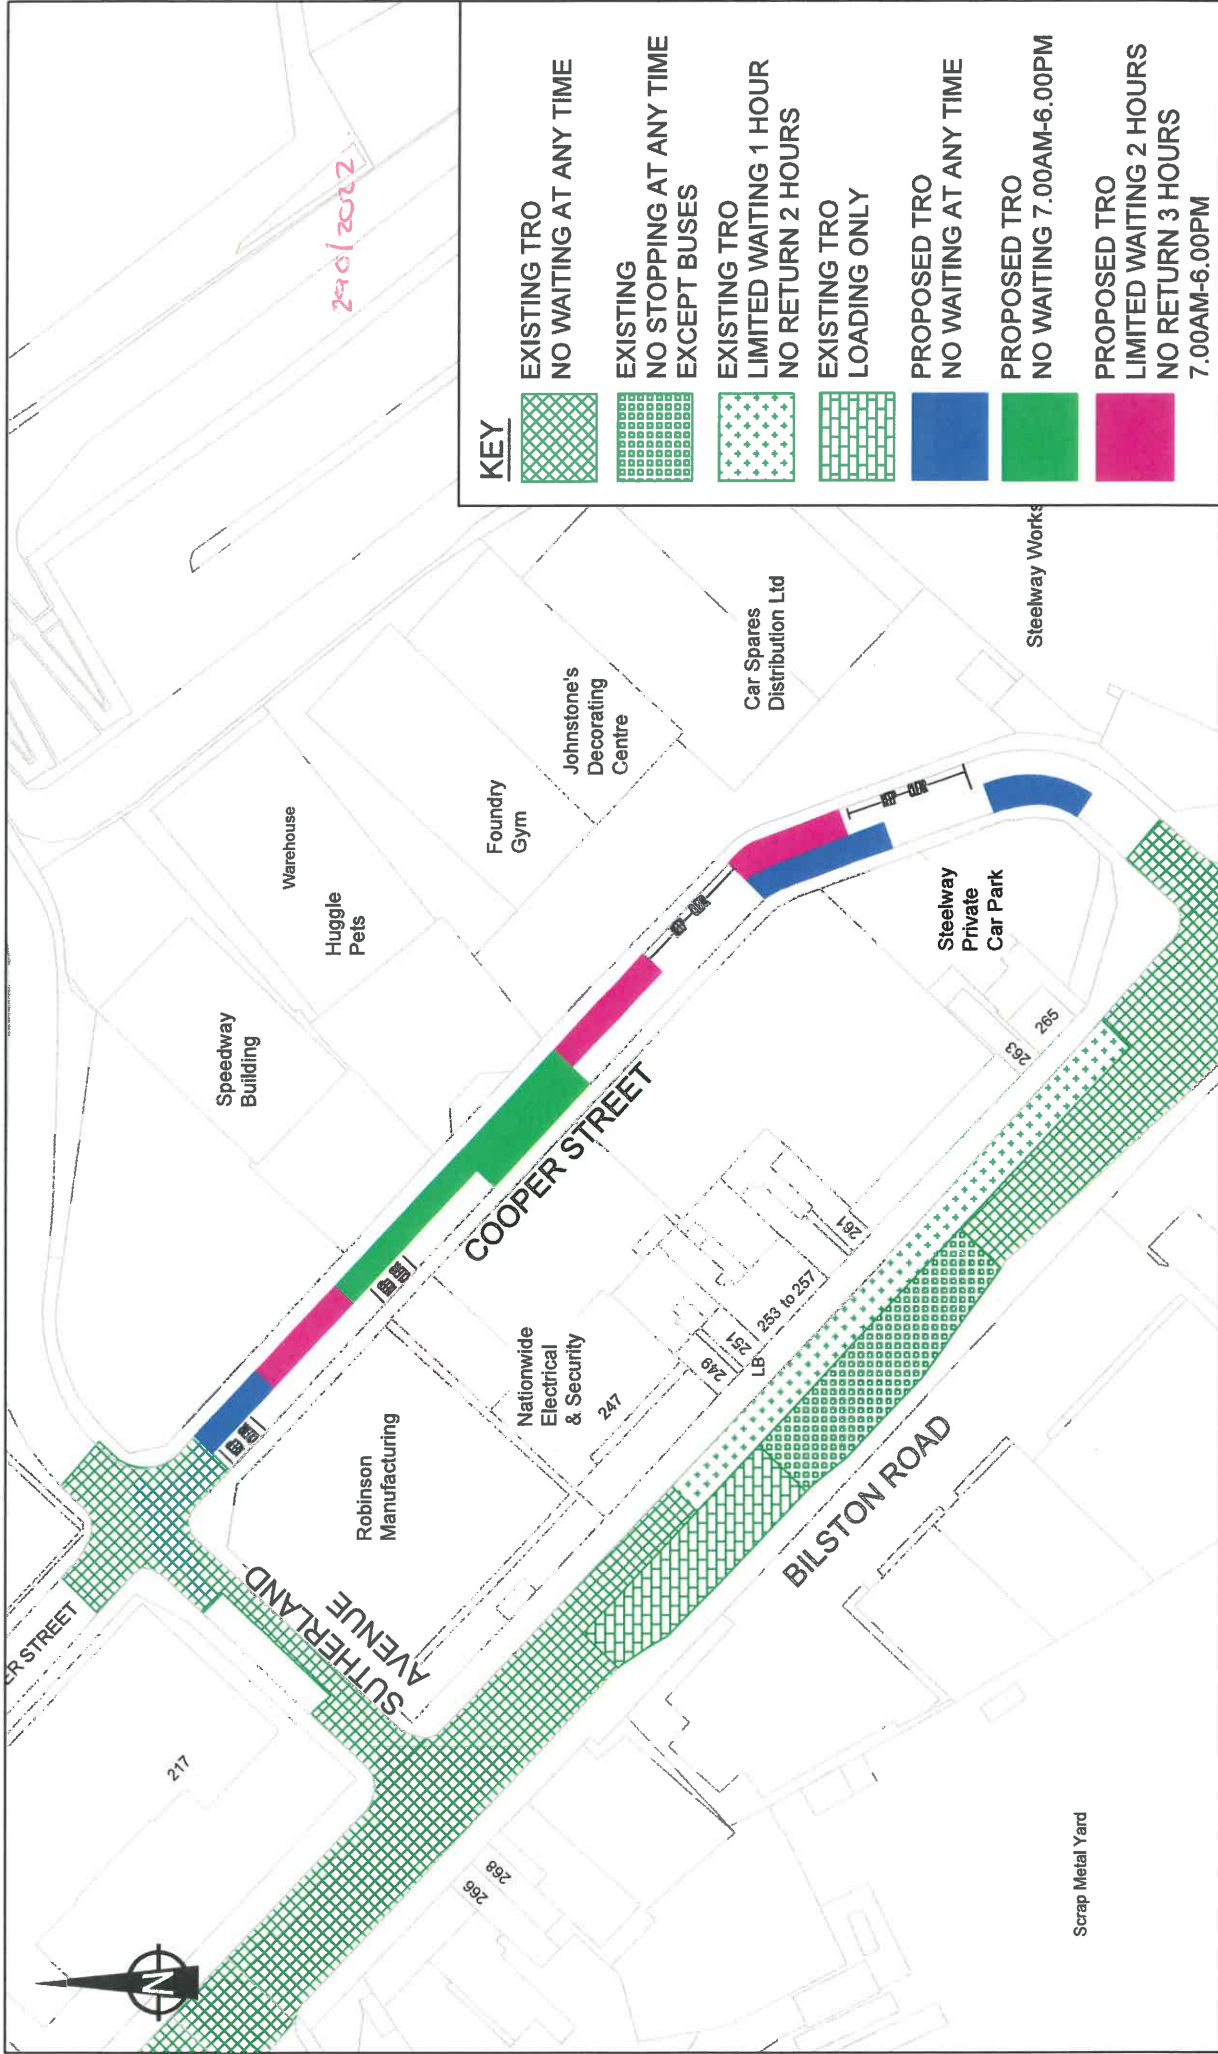 2901/2022
KEY
EXISTING TRO
NO WAITING AT ANY TIME
EXISTING
NO STOPPING AT ANY TIME
EXCEPT BUSES
EXISTING TRO
LIMITED WAITING 1 HOUR
NO RETURN 2 HOURS
EXISTING TRO
LOADING ONLY
PROPOSED TRO
NO WAITING AT ANY TIME
PROPOSED TRO
NO WAITING 7.00AM-6.00PM
PROPOSED TRO
LIMITED WAITING 2 HOURS
NO RETURN 3 HOURS
7.00AM-6.00PM
N
217
ER STREET
SUTHERLAND
AVENUE
Robinson
Manufacturing
Speedway
Building
Warehouse
Huggle
Pets
Foundry
Gym
Johnstone's
Decorating
Centre
Car Spares
Distribution Ltd
Steelway Works
COOPER STREET
Nationwide
Electrical
& Security
247
249
251
253 to 257
LB
261
Steelway
Private
Car Park
263
265
BILSTON ROAD
266
268
Scrap Metal Yard